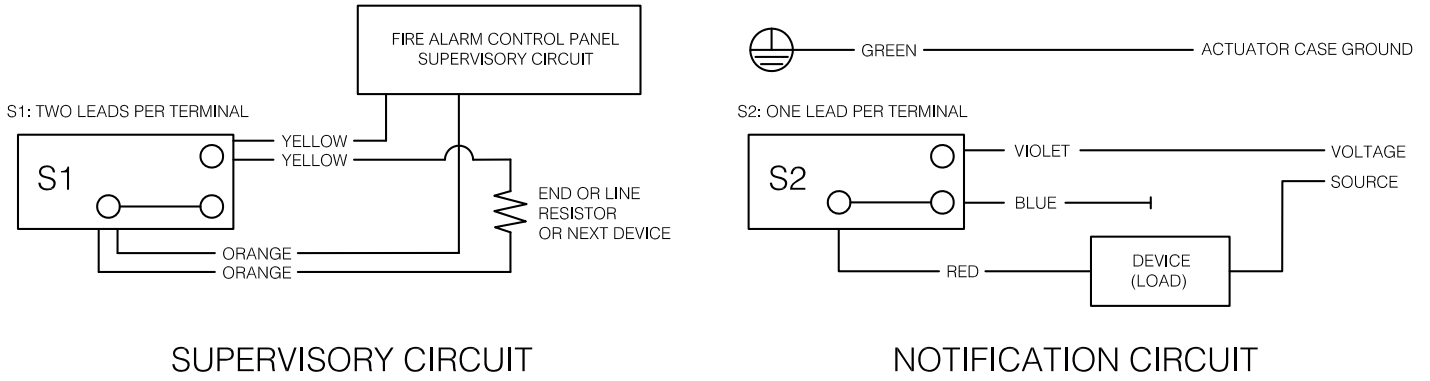 FIRE ALARM CONTROL PANEL
SUPERVISORY CIRCUIT
S1: TWO LEADS PER TERMINAL
YELLOW
YELLOW
S1
END OR LINE
RESISTOR
OR NEXT DEVICE
ORANGE
ORANGE
SUPERVISORY CIRCUIT
GREEN
ACTUATOR CASE GROUND
S2: ONE LEAD PER TERMINAL
VIOLET
VOLTAGE
S2
SOURCE
BLUE
RED
DEVICE
(LOAD)
NOTIFICATION CIRCUIT